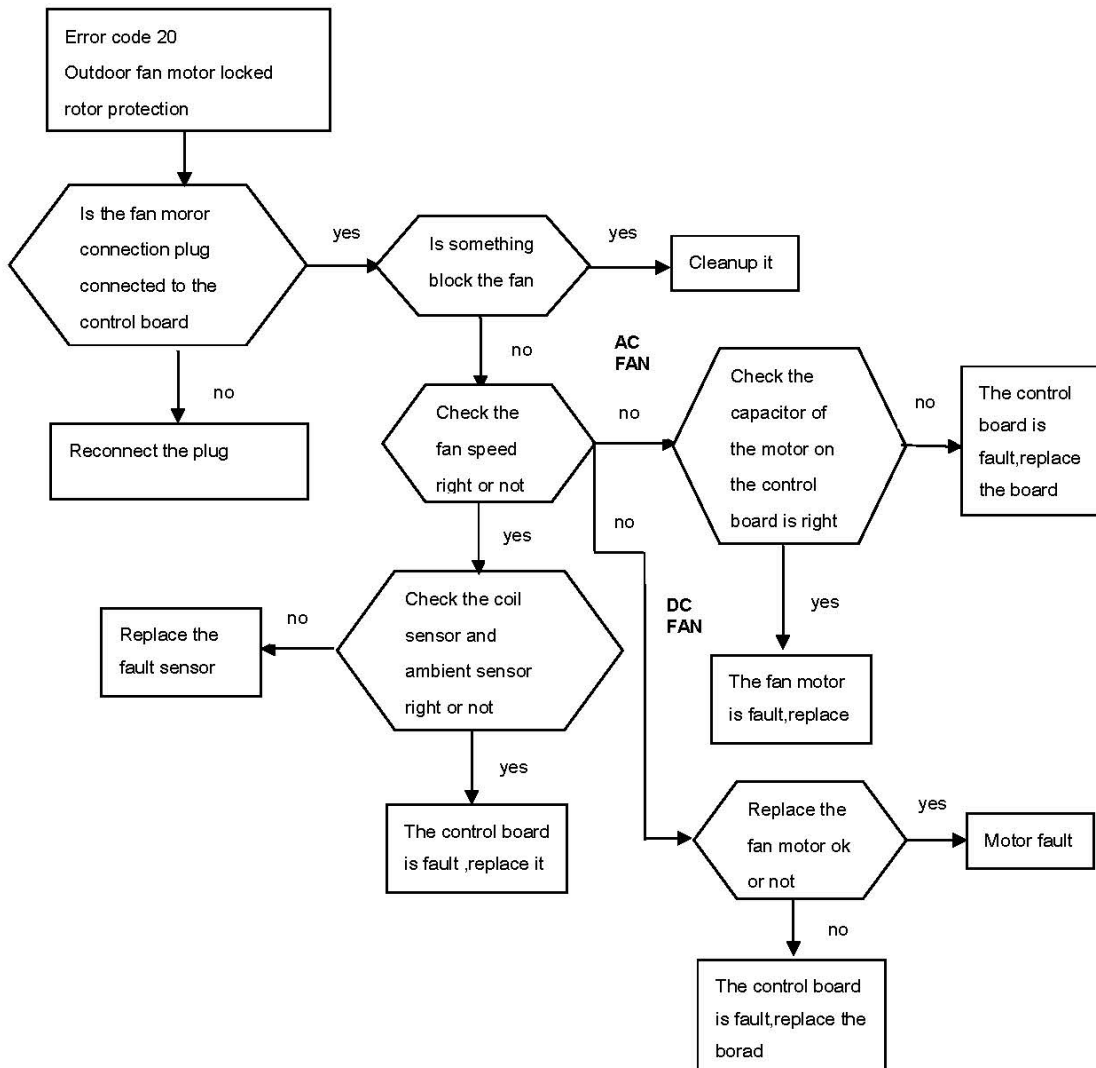 Error code 20
Outdoor fan motor locked
rotor protection
Is the fan moror
connection plug
connected to the
control board
yes
Is something
block the fan
yes
Cleanup it
no
Reconnect the plug
no
AC
FAN
Check the
fan speed
right or not
no
Check the
capacitor of
the motor on
the control
board is right
no
The control
board is
fault,replace
the board
yes
The fan motor
is fault,replace
yes
Check the coil
sensor and
ambient sensor
right or not
no
Replace the
fault sensor
yes
The control board
is fault ,replace it
no
DC
FAN
Replace the
fan motor ok
or not
yes
Motor fault
no
The control board
is fault,replace the
borad